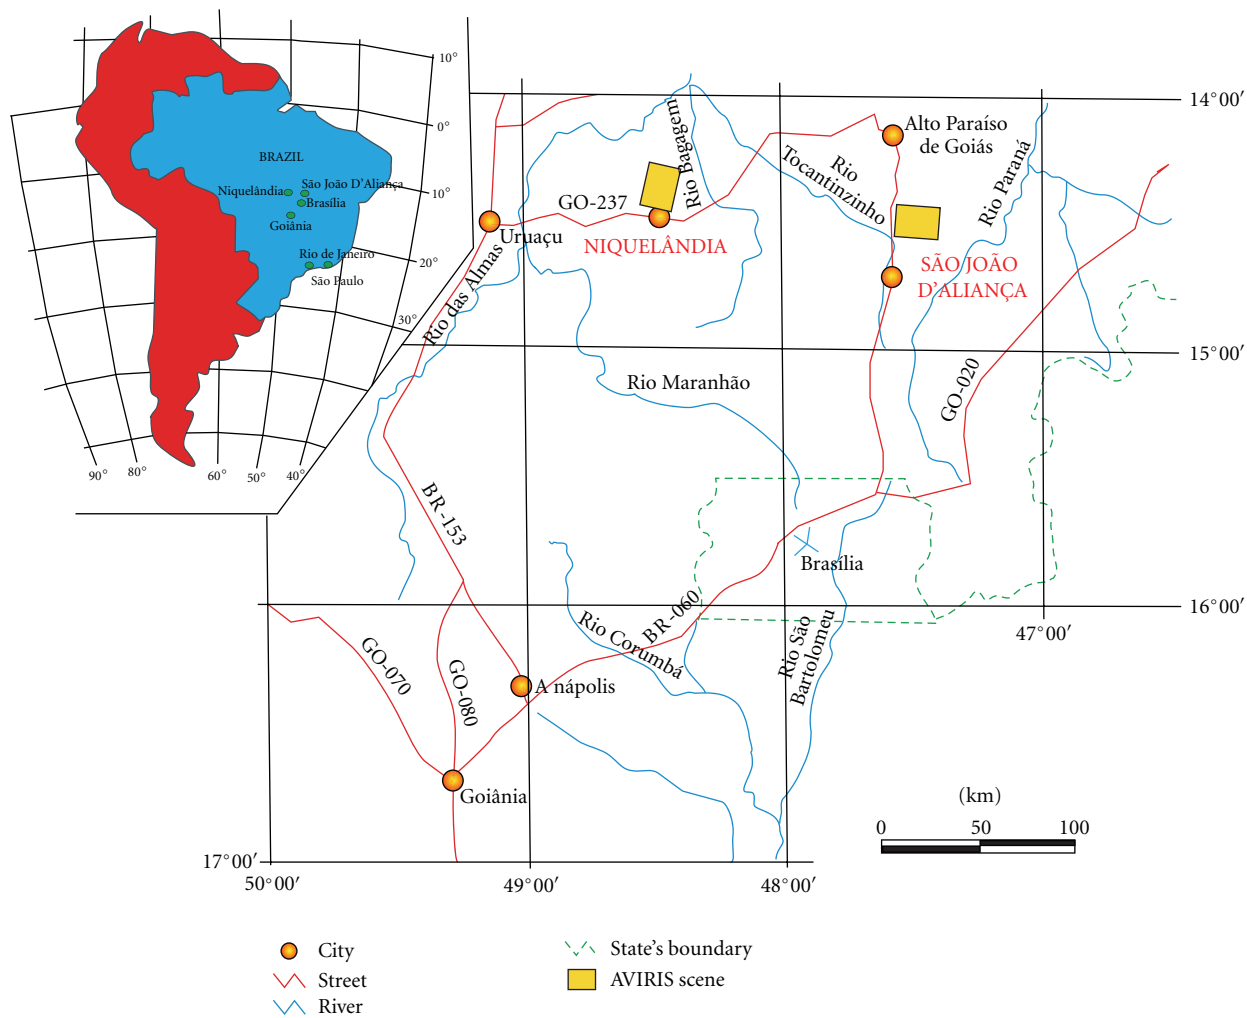 10°
0°
10°
20°
30°
90°
80°
60°
50°
40°
BRAZIL
Niquelândia
São João D'Aliança
Brasília
Goiânia
Rio de Janeiro
São Paulo
14°00′
15°00′
16°00′
17°00′
50°00′
49°00′
48°00′
47°00′
Alto Paraíso
de Goiás
Rio Bagagem
Rio
Tocantinzinho
Rio Paraná
GO-237
Uruaçu
NIQUELÂNDIA
SÃO JOÃO
D'ALIANÇA
Rio das Almas
Rio Maranhão
GO-020
BR-153
Brasília
BR-060
Rio Corumbá
Rio São
Bartolomeu
GO-070
GO-080
A nápolis
Goiânia
(km)
0 50 100
City
Street
River
State's boundary
AVIRIS scene